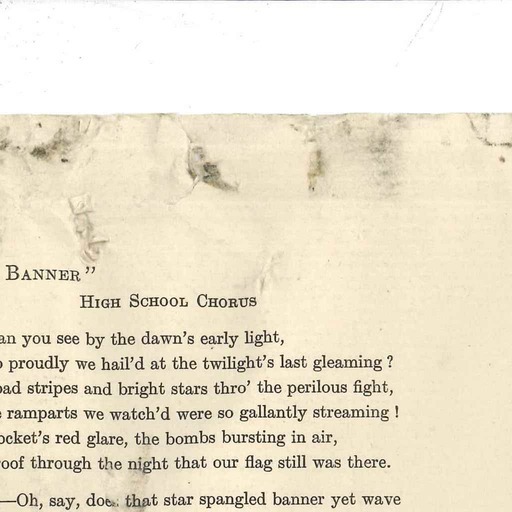 BANNER"
HIGH SCHOOL CHORUS
an you see by the dawn's early light,
o proudly we hail'd at the twilight's last gleaming ?
oad stripes and bright stars thro' the perilous fight,
e ramparts we watch'd were so gallantly streaming !
ocket's red glare, the bombs bursting in air,
oof through the night that our flag still was there.
—Oh, say, does that star spangled banner yet wave